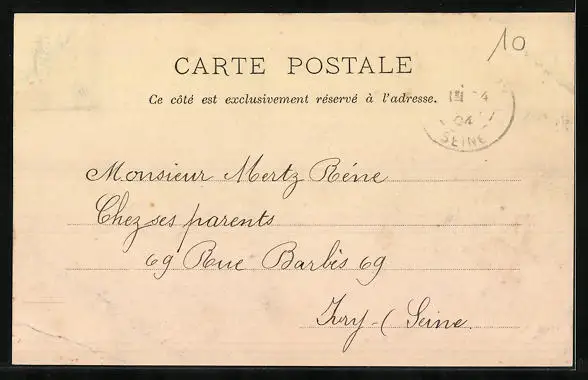 10
CARTE POSTALE
Ce côté est exclusivement réservé à l'adresse.
04
SEINE
Monsieur Mertz Réne
Chez ses parents
69 Rue Barbès 69
Ivry-(Seine.